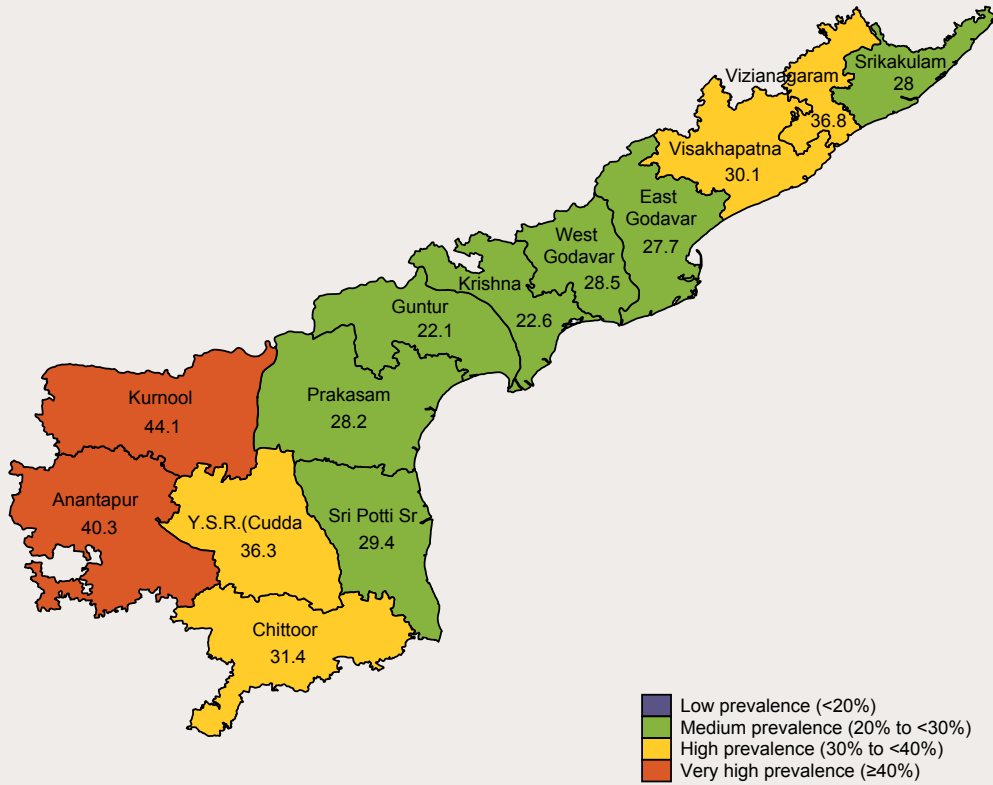 Srikakulam
28
Vizianagaram
36.8
Visakhapatna
30.1
East
Godavar
27.7
West
Godavar
28.5
Krishna
22.6
Guntur
22.1
Prakasam
28.2
Kurnool
44.1
Anantapur
40.3
Y.S.R.(Cudda
36.3
Sri Potti Sr
29.4
Chittoor
31.4
Low prevalence (<20%)
Medium prevalence (20% to <30%)
High prevalence (30% to <40%)
Very high prevalence (≥40%)